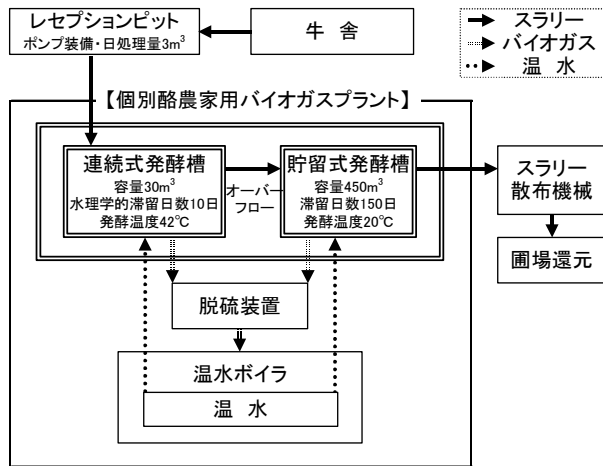 レセプションピット
ポンプ装備・日処理量3m³
牛 舎
スラリー
バイオガス
温 水
【個別酪農家用バイオガスプラント】
連続式発酵槽
容量30m³
水理学的滞留日数10日
発酵温度42℃
オーバー
フロー
貯留式発酵槽
容量450m³
滞留日数150日
発酵温度20℃
スラリー
散布機械
圃場還元
脱硫装置
温水ボイラ
温 水